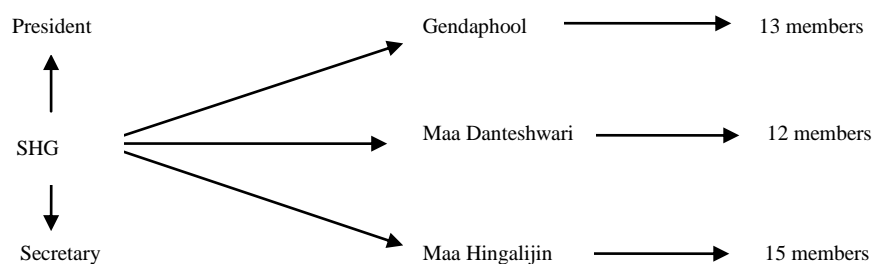 President
Gendaphool
13 members
SHG
Maa Danteshwari
12 members
Secretary
Maa Hingalijin
15 members